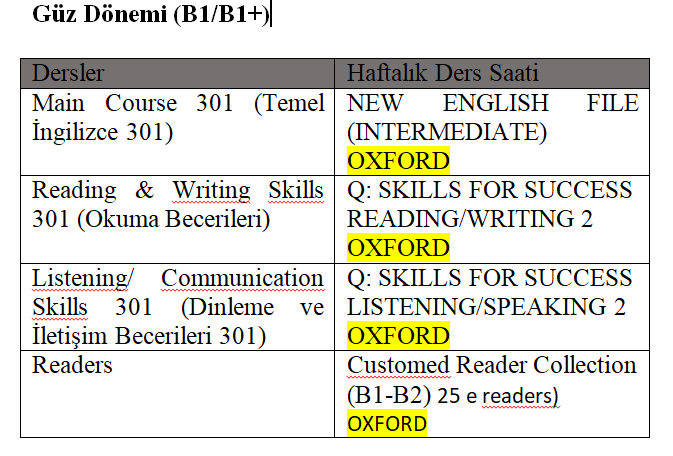 Güz Dönemi (B1/B1+)
Dersler
Haftalık Ders Saati
Main Course 301 (Temel
İngilizce 301)
NEW ENGLISH FILE
(INTERMEDIATE)
OXFORD
Reading & Writing Skills
301 (Okuma Becerileri)
Q: SKILLS FOR SUCCESS
READING/WRITING 2
OXFORD
Listening/ Communication
Skills 301 (Dinleme ve
İletişim Becerileri 301)
Q: SKILLS FOR SUCCESS
LISTENING/SPEAKING 2
OXFORD
Readers
Customed Reader Collection
(B1-B2) 25 e readers)
OXFORD